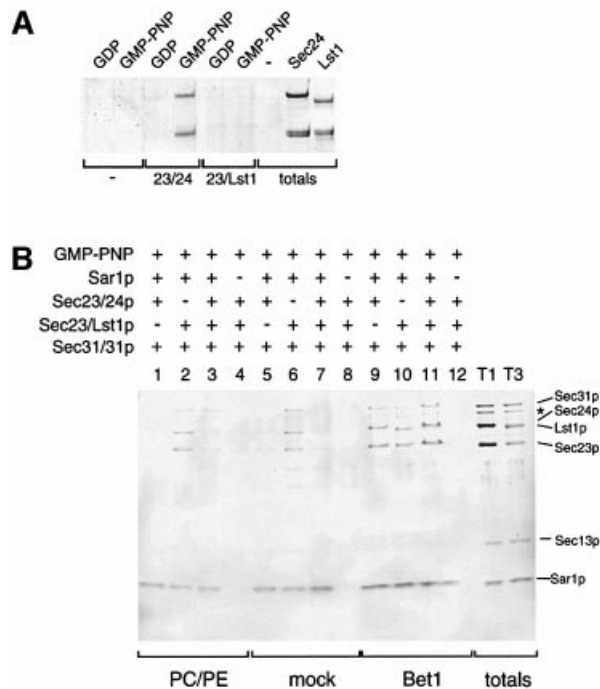 A
GDP GMP-PNP GDP GMP-PNP GDP GMP-PNP - Sec24 Lst1
- 23/24 23/Lst1 totals
B
GMP-PNP + + + + + + + + + + + +
Sar1p + + + - + + + - + + + -
Sec23/24p + - + + + - + + + - + +
Sec23/Lst1p - + + + - + + + - + + +
Sec31/31p + + + + + + + + + + + +
1 2 3 4 5 6 7 8 9 10 11 12 T1 T3
Sec31p
*
Sec24p
Lst1p
Sec23p
Sec13p
Sar1p
PC/PE mock Bet1 totals